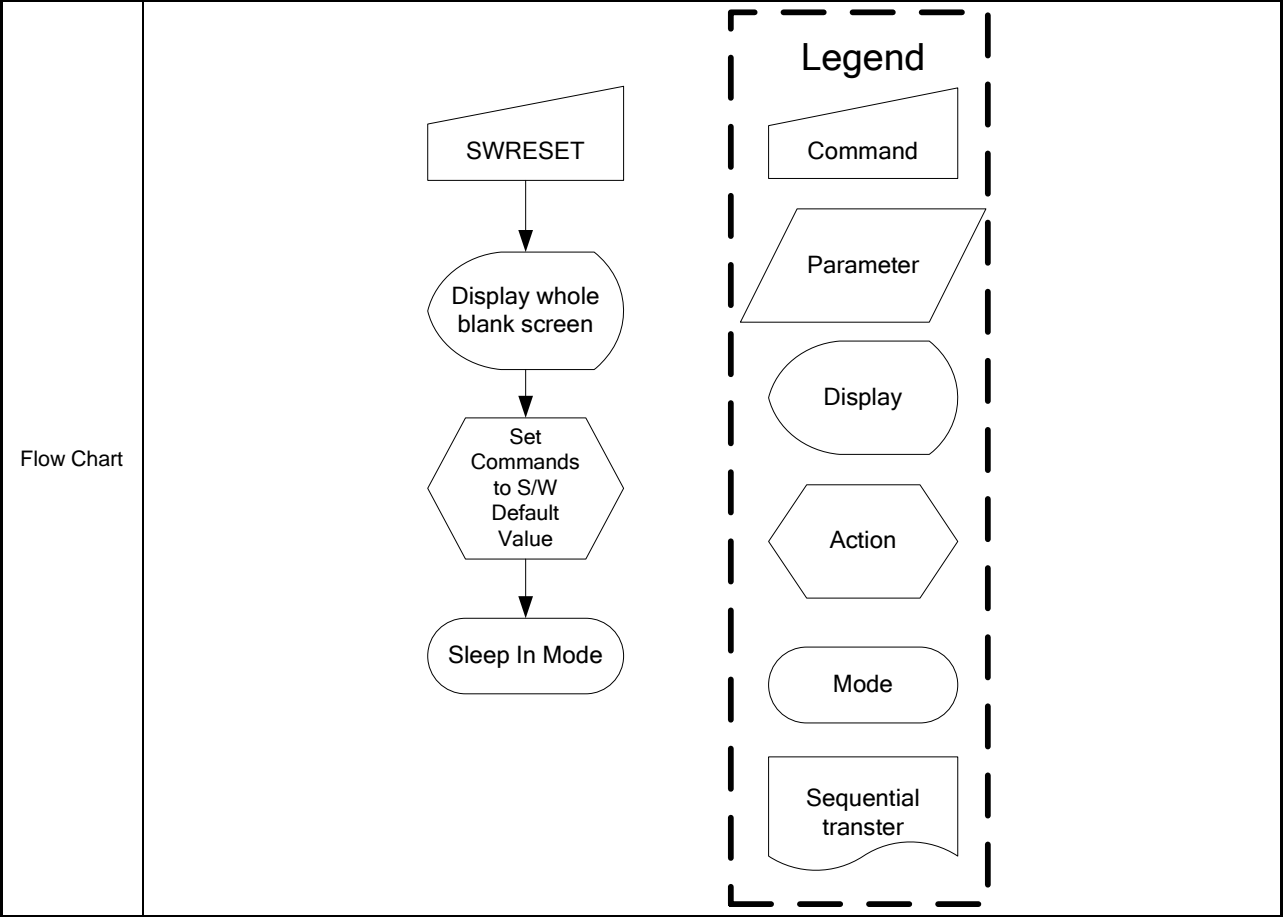 Flow Chart
SWRESET
Display whole
blank screen
Set
Commands
to S/W
Default
Value
Sleep In Mode
Legend
Command
Parameter
Display
Action
Mode
Sequential
transter